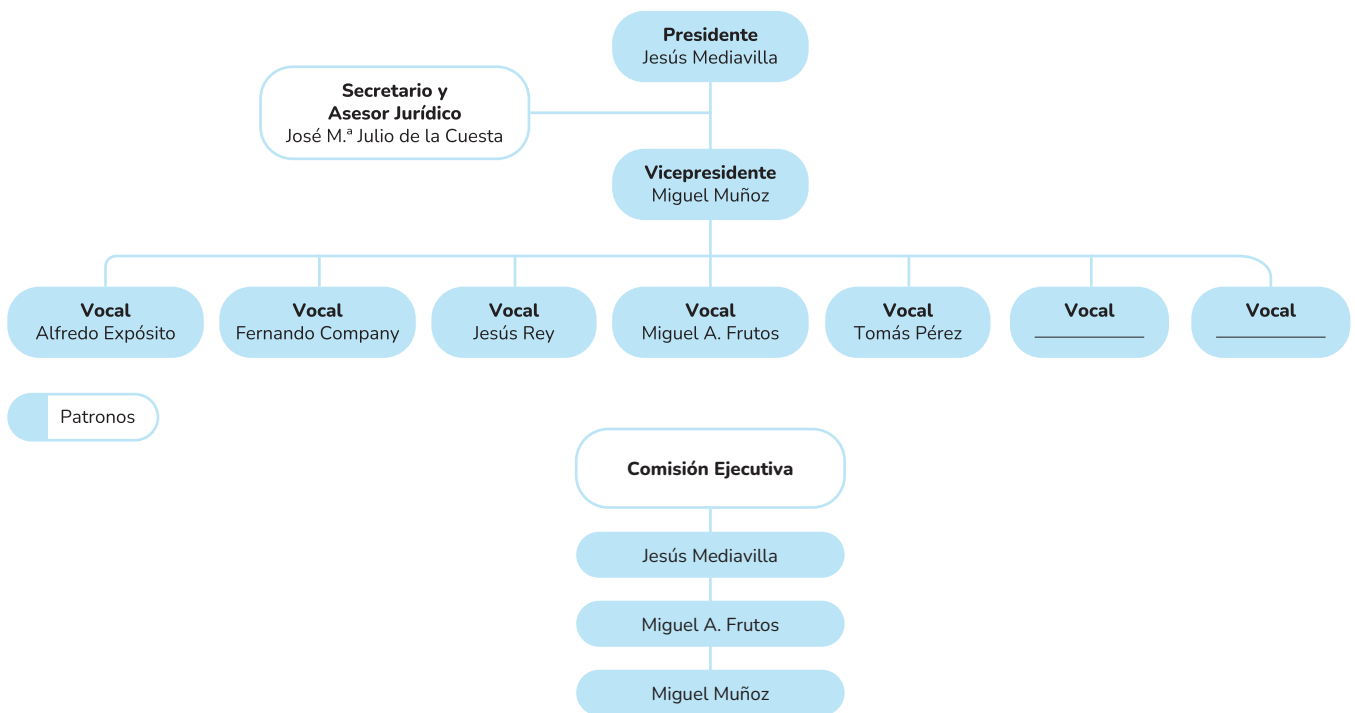 Presidente
Jesús Mediavilla
Secretario y
Asesor Jurídico
José M.ª Julio de la Cuesta
Vicepresidente
Miguel Muñoz
Vocal
Alfredo Expósito
Vocal
Fernando Company
Vocal
Jesús Rey
Vocal
Miguel A. Frutos
Vocal
Tomás Pérez
Vocal
Vocal
Patronos
Comisión Ejecutiva
Jesús Mediavilla
Miguel A. Frutos
Miguel Muñoz